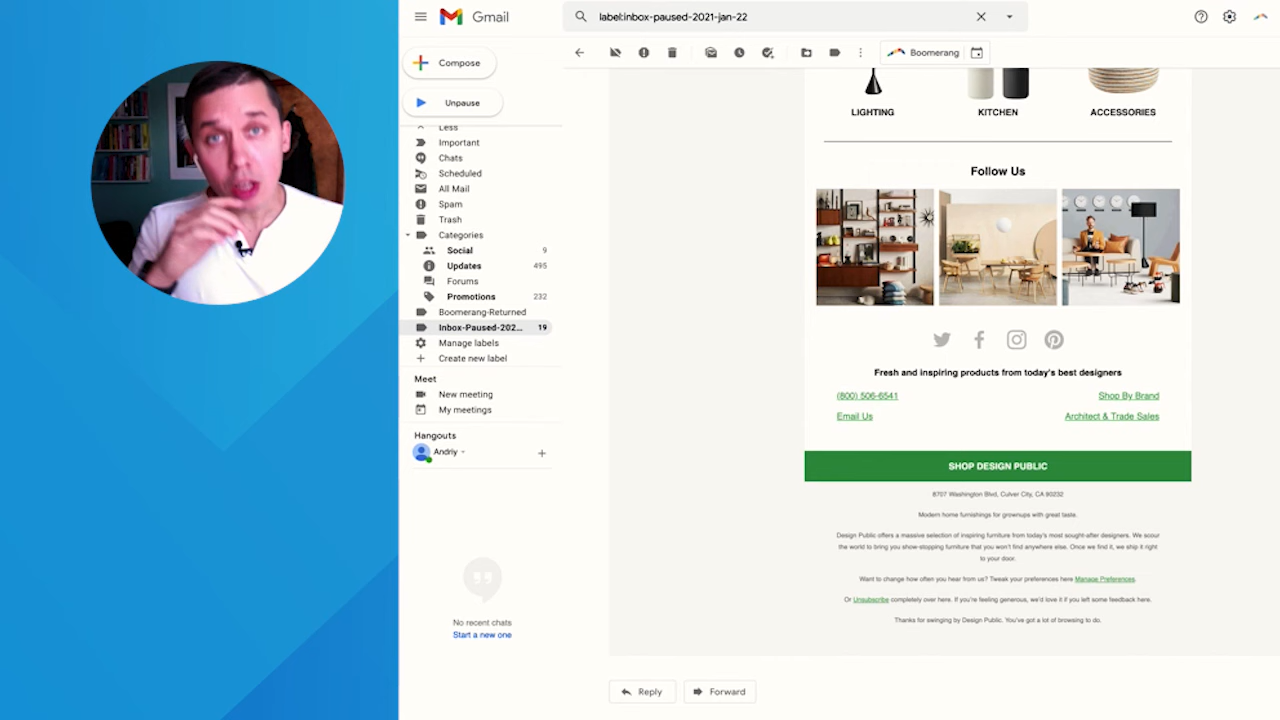 Gmail
label:inbox-paused-2021-jan-22
Compose
Unpause
Boomerang
Less
Important
Chats
Scheduled
All Mail
Spam
Trash
Categories
Social 9
Updates 495
Forums
Promotions 232
Boomerang-Returned
Inbox-Paused-202... 19
Manage labels
Create new label
Meet
New meeting
My meetings
Hangouts
Andriy
No recent chats
Start a new one
LIGHTING KITCHEN ACCESSORIES
Follow Us
Fresh and inspiring products from today's best designers
(800) 506-6541 Shop By Brand
Email Us Architect & Trade Sales
SHOP DESIGN PUBLIC
8707 Washington Blvd, Culver City, CA 90232
Modern home furnishings for grownups with great taste.
Design Public offers a massive selection of inspiring furniture from today's most sought-after designers. We scour
the world to bring you show-stopping furniture that you won't find anywhere else. Once we find it, we ship it right
to your door.
Want to change how often you hear from us? Tweak your preferences here Manage Preferences.
Or Unsubscribe completely over here. If you're feeling generous, we'd love it if you left some feedback here.
Thanks for swinging by Design Public. You've got a lot of browsing to do.
Reply Forward